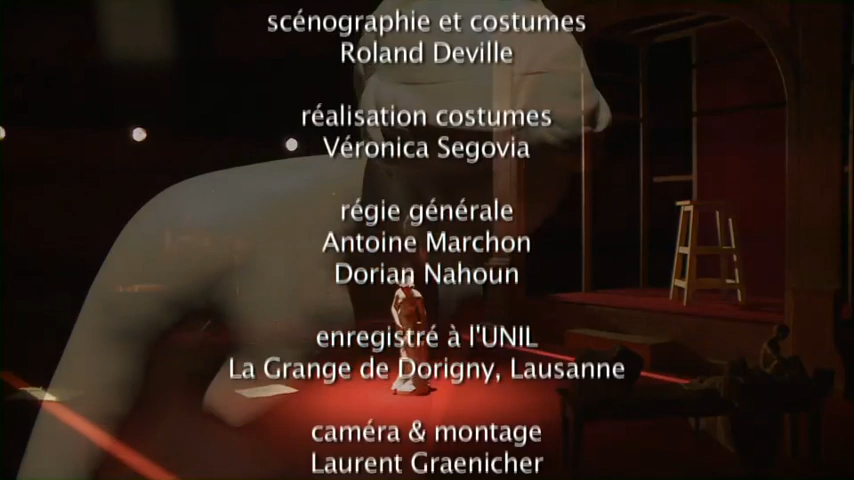 scénographie et costumes
Roland Deville
réalisation costumes
Véronica Segovia
régie générale
Antoine Marchon
Dorian Nahoun
enregistré à l'UNIL
La Grange de Dorigny, Lausanne
caméra & montage
Laurent Graenicher